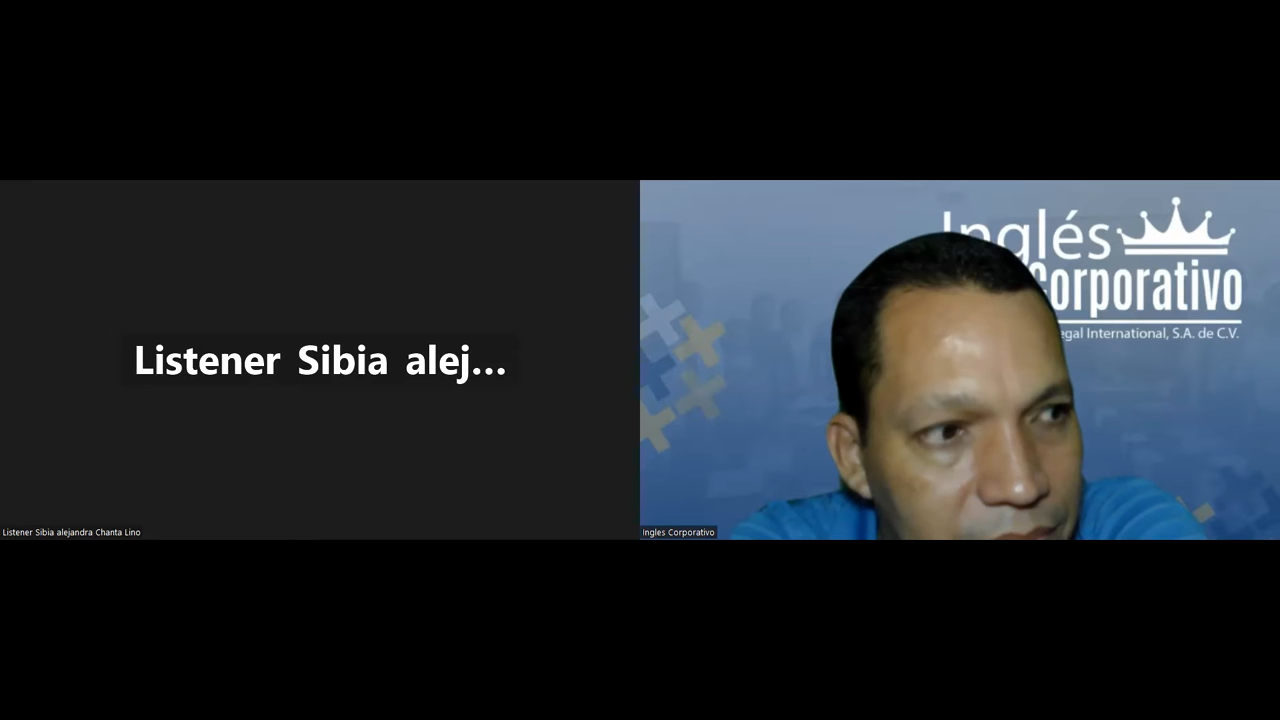 Listener Sibia alej...
Listener Sibia alejandra Chanta Lino
Inglés
Corporativo
egal International, S.A. de C.V.
Ingles Corporativo